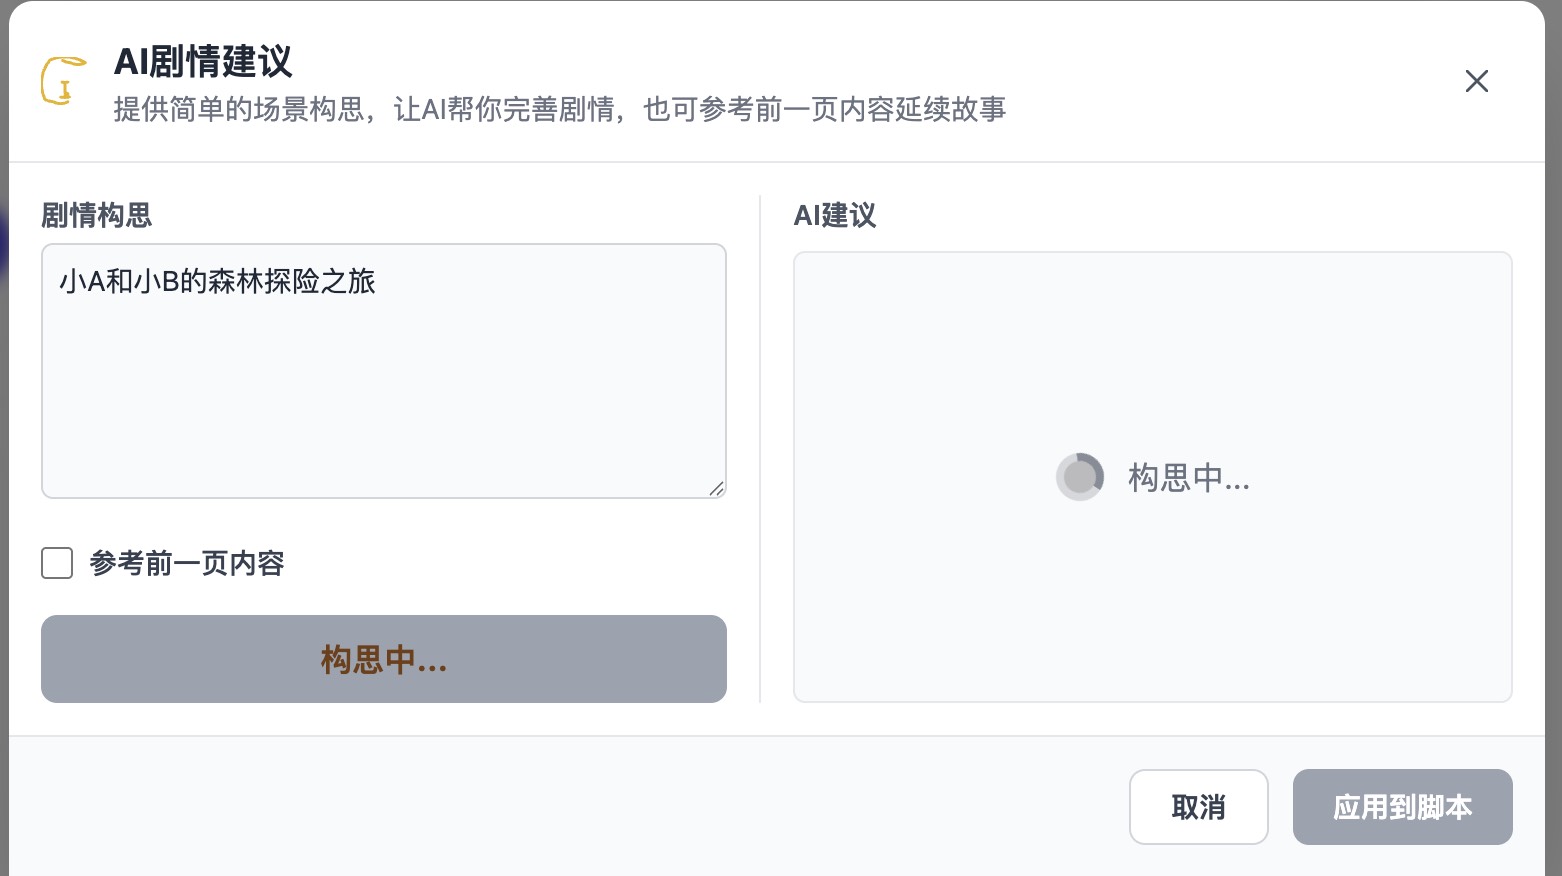 AI剧情建议
提供简单的场景构思，让AI帮你完善剧情，也可参考前一页内容延续故事
剧情构思
小A和小B的森林探险之旅
参考前一页内容
构思中...
AI建议
构思中...
取消
应用到脚本